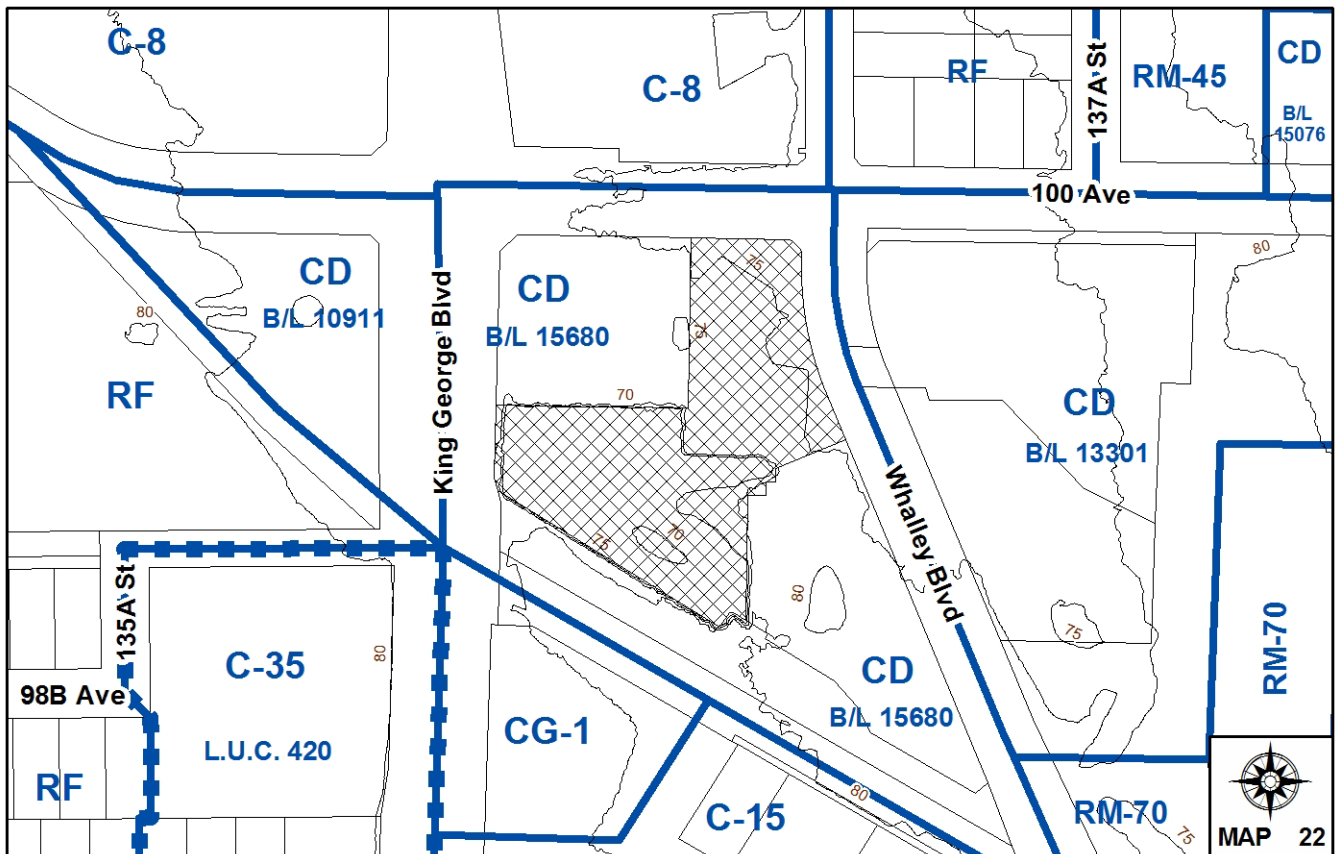 C-8
C-8
RF
137A St
RM-45
CD
B/L
15076
100 Ave
80
CD
B/L 10911
80
King George Blvd
CD
B/L 15680
75
75
70
RF
CD
B/L 13301
Whalley Blvd
75
70
80
135A St
C-35
80
98B Ave
L.U.C. 420
RF
CG-1
CD
B/L 15680
75
RM-70
80
C-15
RM-70
75
MAP 22